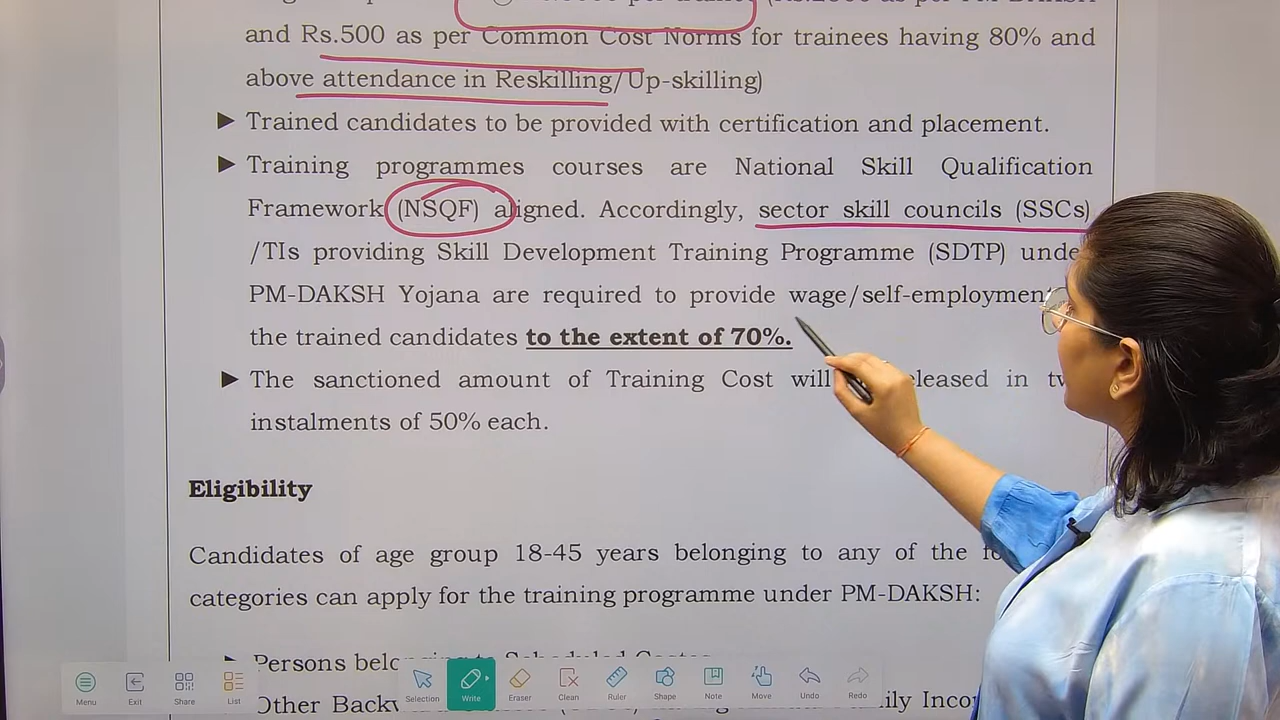 and Rs.500 as per Common Cost Norms for trainees having 80% and
above attendance in Reskilling/Up-skilling)
► Trained candidates to be provided with certification and placement.
► Training programmes courses are National Skill Qualification
Framework (NSQF) aligned. Accordingly, sector skill councils (SSCs)
/TIs providing Skill Development Training Programme (SDTP) under
PM-DAKSH Yojana are required to provide wage/self-employment
the trained candidates to the extent of 70%.
► The sanctioned amount of Training Cost will released in
instalments of 50% each.
Eligibility
Candidates of age group 18-45 years belonging to any of the
categories can apply for the training programme under PM-DAKSH:
Persons
Other
Menu
Exit
Share
List
Selection
Write
Eraser
Clean
Ruler
Shape
Note
Move
Undo
Redo